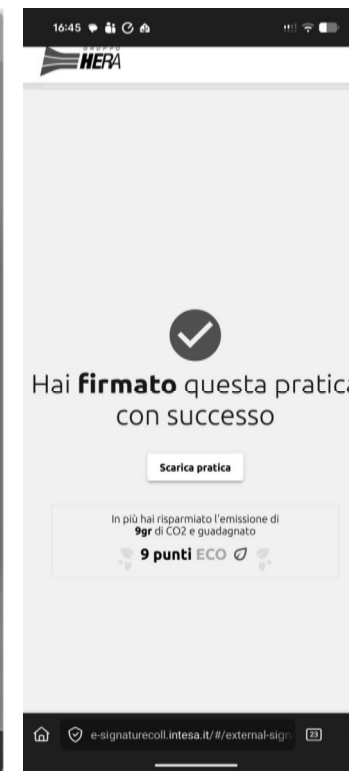 16:45
GRUPPO
HERA
Hai firmato questa pratica
con successo
Scarica pratica
In più hai risparmiato l'emissione di
9gr di CO2 e guadagnato
9 punti ECO
e-signaturecoll.intesa.it/#/external-sign
23